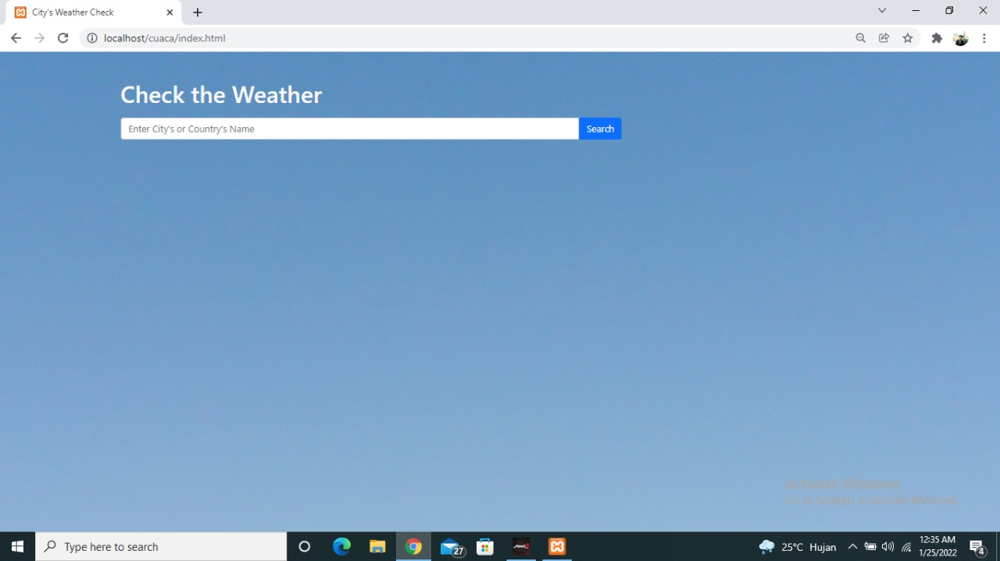 City's Weather Check
localhost/cuaca/index.html
Check the Weather
Enter City's or Country's Name
Search
Activate Windows
Go to Settings to activate Windows.
Type here to search
27
25°C Hujan
12:35 AM
1/25/2022
4